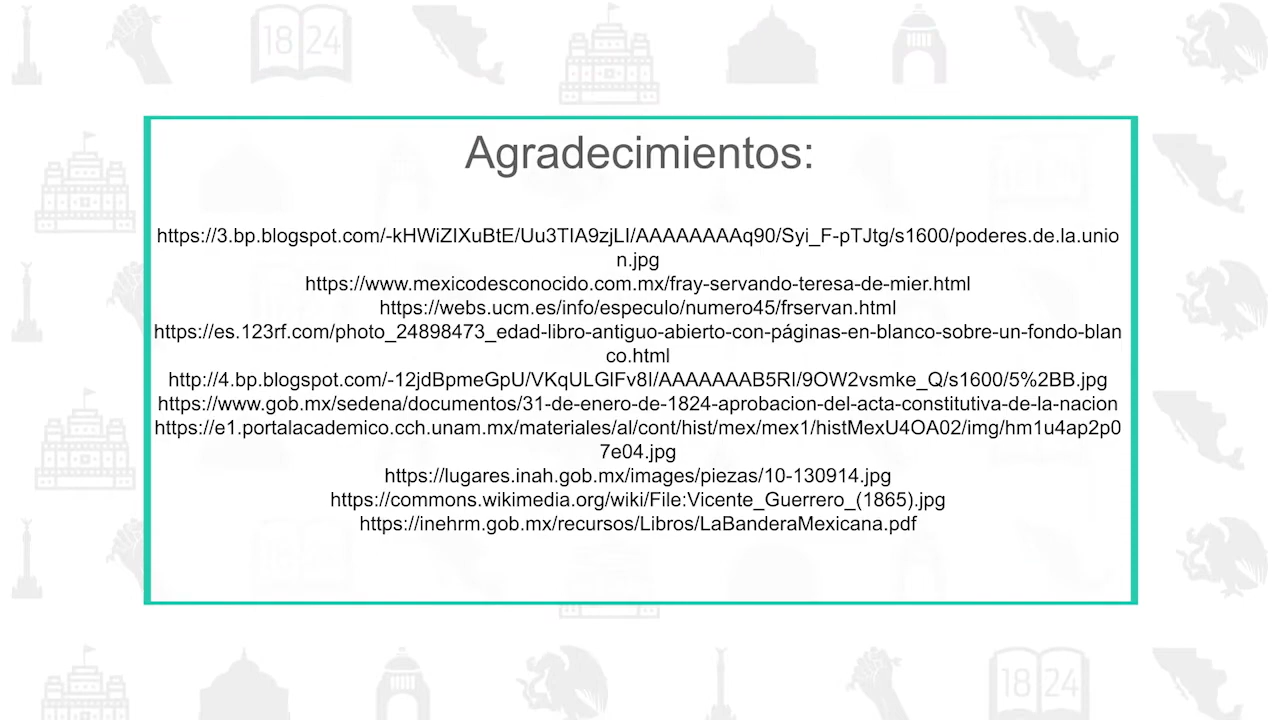 18 24
Agradecimientos:
https://3.bp.blogspot.com/-kHWiZIXuBtE/Uu3TIA9zjLI/AAAAAAAAq90/Syi_F-pTJtg/s1600/poderes.de.la.unio
n.jpg
https://www.mexicodesconocido.com.mx/fray-servando-teresa-de-mier.html
https://webs.ucm.es/info/especulo/numero45/frservan.html
https://es.123rf.com/photo_24898473_edad-libro-antiguo-abierto-con-páginas-en-blanco-sobre-un-fondo-blan
co.html
http://4.bp.blogspot.com/-12jdBpmeGpU/VKqULGlFv8I/AAAAAAAB5RI/9OW2vsmke_Q/s1600/5%2BB.jpg
https://www.gob.mx/sedena/documentos/31-de-enero-de-1824-aprobacion-del-acta-constitutiva-de-la-nacion
https://e1.portalacademico.cch.unam.mx/materiales/al/cont/hist/mex/mex1/histMexU4OA02/img/hm1u4ap2p0
7e04.jpg
https://lugares.inah.gob.mx/images/piezas/10-130914.jpg
https://commons.wikimedia.org/wiki/File:Vicente_Guerrero_(1865).jpg
https://inehrm.gob.mx/recursos/Libros/LaBanderaMexicana.pdf
18 24